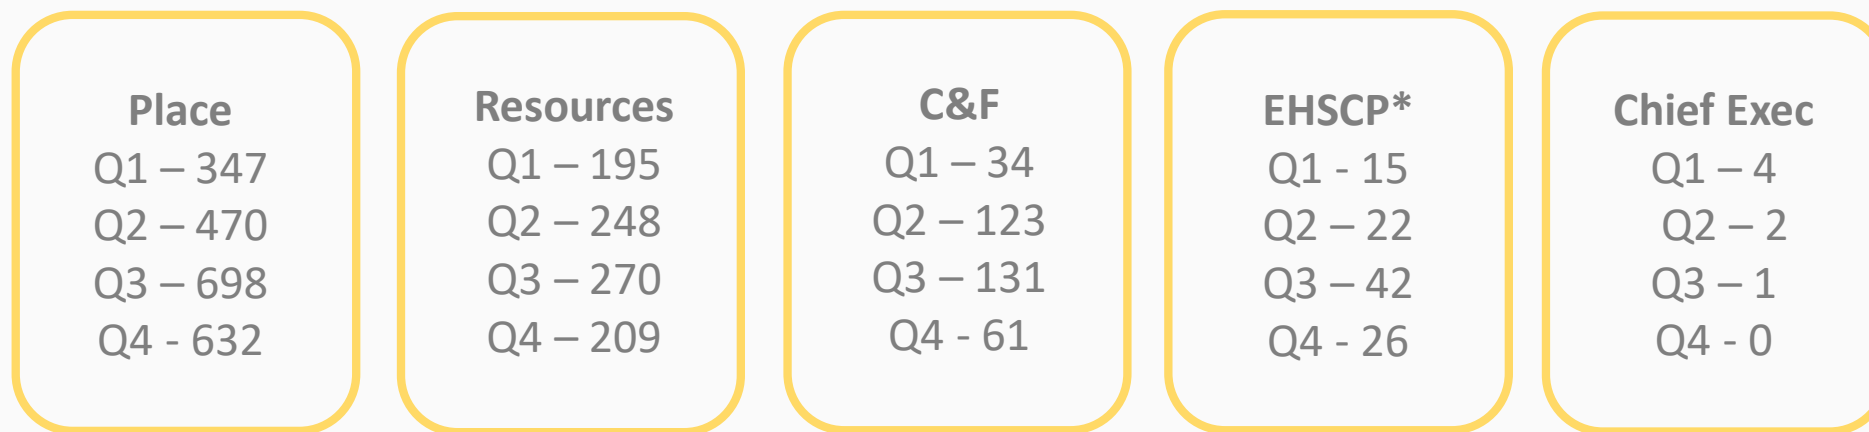 Place
Q1 – 347
Q2 – 470
Q3 – 698
Q4 - 632
Resources
Q1 – 195
Q2 – 248
Q3 – 270
Q4 – 209
C&F
Q1 – 34
Q2 – 123
Q3 – 131
Q4 - 61
EHSCP*
Q1 - 15
Q2 – 22
Q3 – 42
Q4 - 26
Chief Exec
Q1 – 4
Q2 – 2
Q3 – 1
Q4 - 0